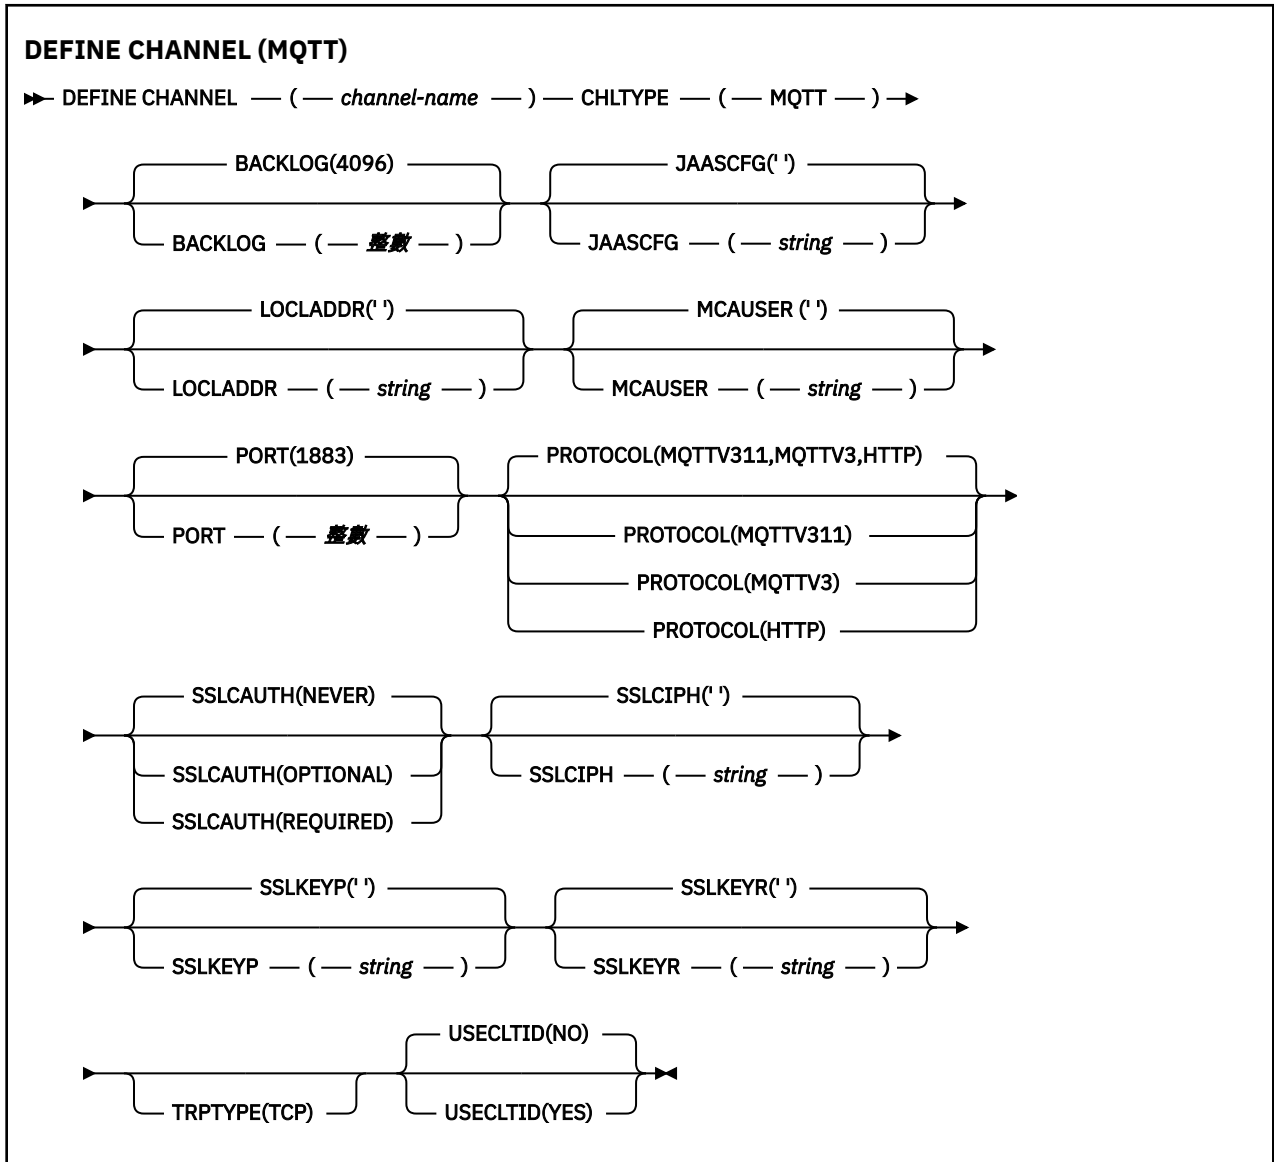 DEFINE CHANNEL (MQTT)
DEFINE CHANNEL ( channel-name ) CHLTYPE ( MQTT )
BACKLOG(4096) JAASCFG(' ')
BACKLOG ( 整數 ) JAASCFG ( string )
LOCLADDR(' ') MCAUSER (' ')
LOCLADDR ( string ) MCAUSER ( string )
PORT(1883) PROTOCOL(MQTTV311,MQTTV3,HTTP)
PORT ( 整數 ) PROTOCOL(MQTTV311)
PROTOCOL(MQTTV3)
PROTOCOL(HTTP)
SSLCAUTH(NEVER) SSLCIPH(' ')
SSLCAUTH(OPTIONAL) SSLCIPH ( string )
SSLCAUTH(REQUIRED)
SSLKEYP(' ') SSLKEYR(' ')
SSLKEYP ( string ) SSLKEYR ( string )
USECLTID(NO)
TRPTYPE(TCP) USECLTID(YES)